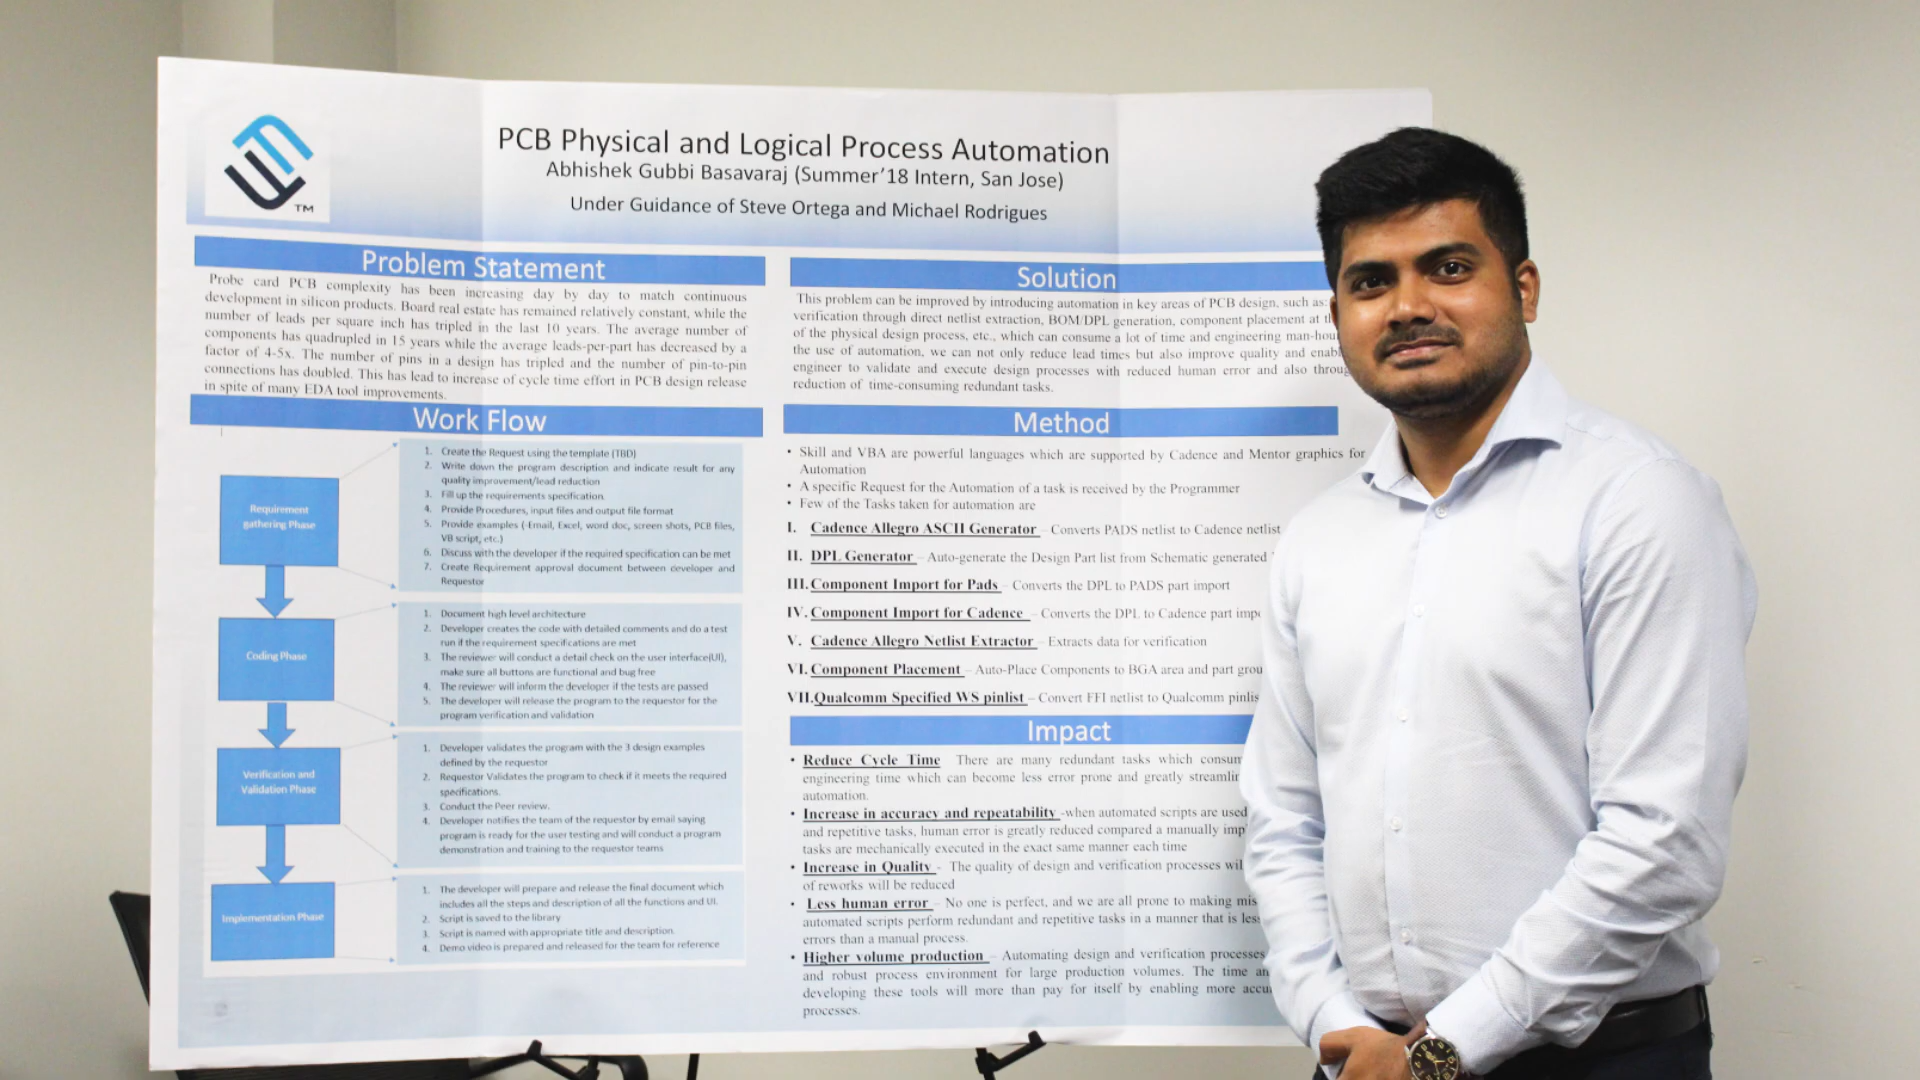 TM
PCB Physical and Logical Process Automation
Abhishek Gubbi Basavaraj (Summer'18 Intern, San Jose)
Under Guidance of Steve Ortega and Michael Rodrigues
Problem Statement
Probe card PCB complexity has been increasing day by day to match continuous
development in silicon products. Board real estate has remained relatively constant, while the
number of leads per square inch has tripled in the last 10 years. The average number of
components has quadrupled in 15 years while the average leads-per-part has decreased by a
factor of 4-5x. The number of pins in a design has tripled and the number of pin-to-pin
connections has doubled. This has lead to increase of cycle time effort in PCB design release
in spite of many EDA tool improvements.
Work Flow
Requirement
gathering Phase
1. Create the Request using the template (TBD)
2. Write down the program description and indicate result for any
quality improvement/lead reduction
3. Fill up the requirements specification.
4. Provide Procedures, input files and output file format
5. Provide examples (-Email, Excel, word doc, screen shots, PCB files,
VB script, etc.)
6. Discuss with the developer if the required specification can be met
7. Create Requirement approval document between developer and
Requestor
Coding Phase
1. Document high level architecture
2. Developer creates the code with detailed comments and do a test
run if the requirement specifications are met
3. The reviewer will conduct a detail check on the user interface(UI),
make sure all buttons are functional and bug free
4. The reviewer will inform the developer if the tests are passed
5. The developer will release the program to the requestor for the
program verification and validation
Verification and
Validation Phase
1. Developer validates the program with the 3 design examples
defined by the requestor
2. Requestor Validates the program to check if it meets the required
specifications.
3. Conduct the Peer review.
4. Developer notifies the team of the requestor by email saying
program is ready for the user testing and will conduct a program
demonstration and training to the requestor teams
Implementation Phase
1. The developer will prepare and release the final document which
includes all the steps and description of all the functions and UI.
2. Script is saved to the library
3. Script is named with appropriate title and description.
4. Demo video is prepared and released for the team for reference
Solution
This problem can be improved by introducing automation in key areas of PCB design, such as:
verification through direct netlist extraction, BOM/DPL generation, component placement at
of the physical design process, etc., which can consume a lot of time and engineering
the use of automation, we can not only reduce lead times but also improve quality and
engineer to validate and execute design processes with reduced human error and also
reduction of time-consuming redundant tasks.
Method
• Skill and VBA are powerful languages which are supported by Cadence and Mentor graphics for
Automation
• A specific Request for the Automation of a task is received by the Programmer
• Few of the Tasks taken for automation are
I. Cadence Allegro ASCII Generator – Converts PADS netlist to Cadence netlist
II. DPL Generator – Auto-generate the Design Part list from Schematic generated
III. Component Import for Pads – Converts the DPL to PADS part import
IV. Component Import for Cadence – Converts the DPL to Cadence part
V. Cadence Allegro Netlist Extractor – Extracts data for verification
VI. Component Placement – Auto-Place Components to BGA area and part
VII. Qualcomm Specified WS pinlist – Convert FFI netlist to Qualcomm
Impact
• Reduce Cycle Time There are many redundant tasks which
engineering time which can become less error prone and greatly
automation.
• Increase in accuracy and repeatability -when automated scripts are used
and repetitive tasks, human error is greatly reduced compared a manually
tasks are mechanically executed in the exact same manner each time
• Increase in Quality - The quality of design and verification processes
of reworks will be reduced
• Less human error – No one is perfect, and we are all prone to making
automated scripts perform redundant and repetitive tasks in a manner that is
errors than a manual process.
• Higher volume production – Automating design and verification processes
and robust process environment for large production volumes. The time
developing these tools will more than pay for itself by enabling more
processes.